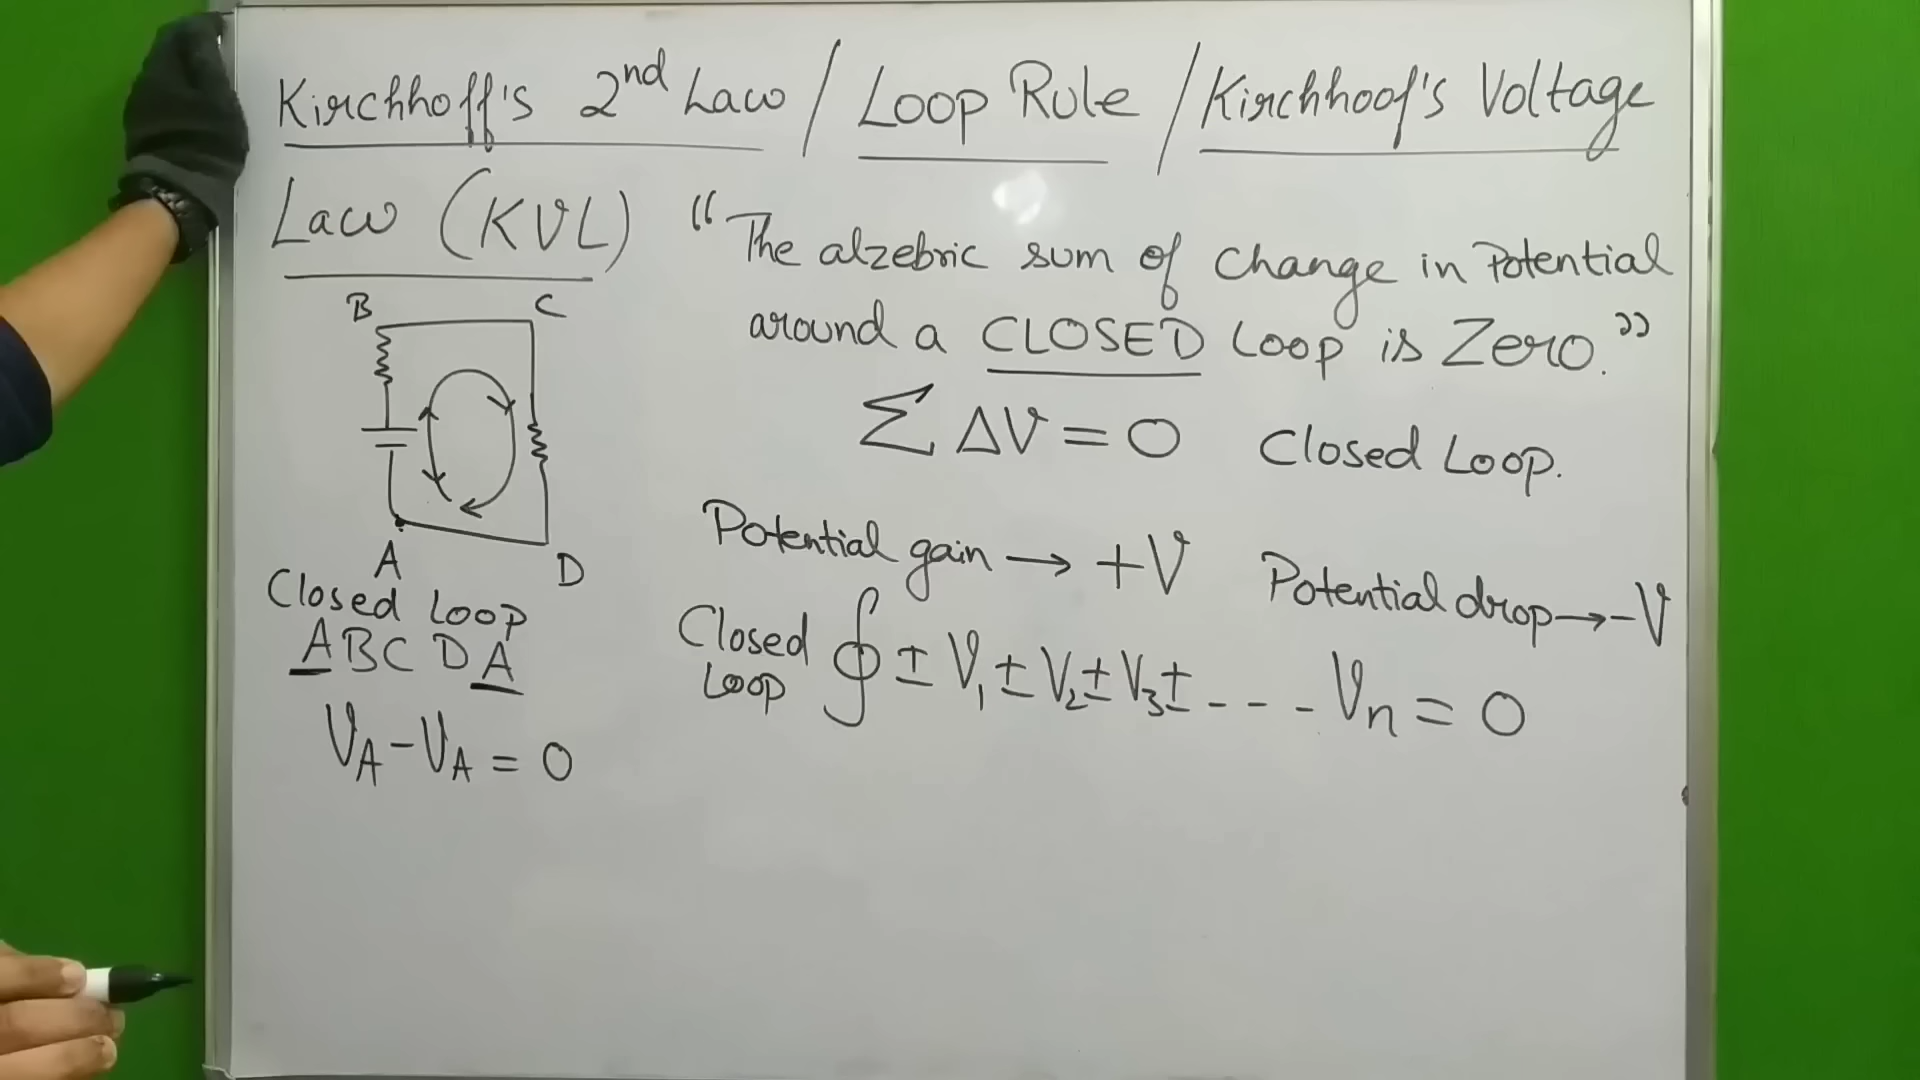 Kirchhoff's 2nd Law / Loop Rule / Kirchhoof's Voltage
Law (KVL)
"The alzebric sum of change in Potential
around a CLOSED Loop is Zero."
Σ ΔV = 0 Closed Loop.
B C
A D
Closed Loop
ABCDA
VA - VA = 0
Potential gain → +V Potential drop → -V
Closed Loop ∮ ± V1 ± V2 ± V3 ± - - - Vn = 0